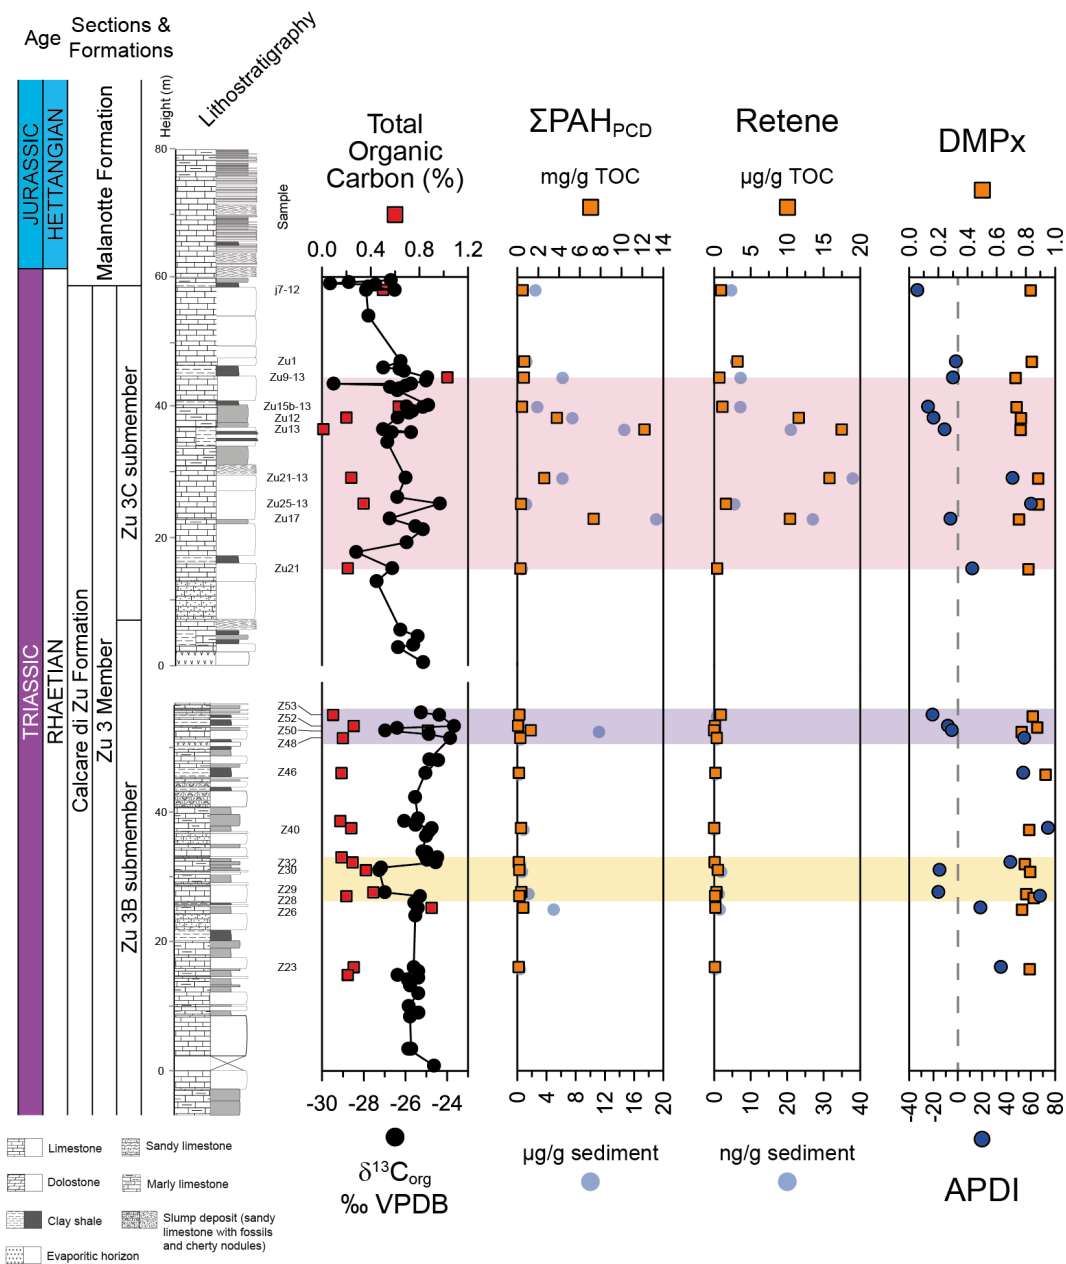 Age
Sections &
Formations
Lithostratigraphy
Height (m)
Sample
JURASSIC
HETTANGIAN
Malanotte Formation
TRIASSIC
RHAETIAN
Calcare di Zu Formation
Zu 3 Member
Zu 3C submember
Zu 3B submember
Total
Organic
Carbon (%)
0.0 0.4 0.8 1.2
ΣPAH_PCD
mg/g TOC
0 2 4 6 8 10 12 14
Retene
µg/g TOC
0 5 10 15 20
DMPx
0.0 0.2 0.4 0.6 0.8 1.0
80
60
40
20
0
40
20
0
j7-12
Zu1
Zu9-13
Zu15b-13
Zu12
Zu13
Zu21-13
Zu25-13
Zu17
Zu21
Z53
Z52
Z50
Z48
Z46
Z40
Z32
Z30
Z29
Z28
Z26
Z23
-30 -28 -26 -24
δ¹³Corg
‰ VPDB
0 4 8 12 16 20
µg/g sediment
0 10 20 30 40
ng/g sediment
-40 -20 0 20 40 60 80
APDI
Limestone
Dolostone
Clay shale
Evaporitic horizon
Sandy limestone
Marly limestone
Slump deposit (sandy
limestone with fossils
and cherty nodules)